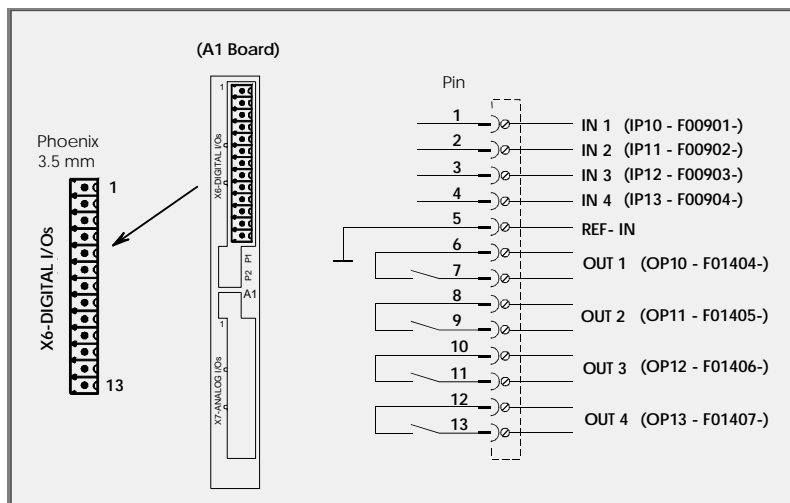 (A1 Board)
Phoenix
3.5 mm
X6-DIGITAL I/Os
1
13
1
X6-DIGITAL I/Os
P1
P2
A1
1
X7-ANALOG I/Os
Pin
1 IN 1 (IP10 - F00901-)
2 IN 2 (IP11 - F00902-)
3 IN 3 (IP12 - F00903-)
4 IN 4 (IP13 - F00904-)
5 REF- IN
6
OUT 1 (OP10 - F01404-)
7
8
OUT 2 (OP11 - F01405-)
9
10
OUT 3 (OP12 - F01406-)
11
12
OUT 4 (OP13 - F01407-)
13